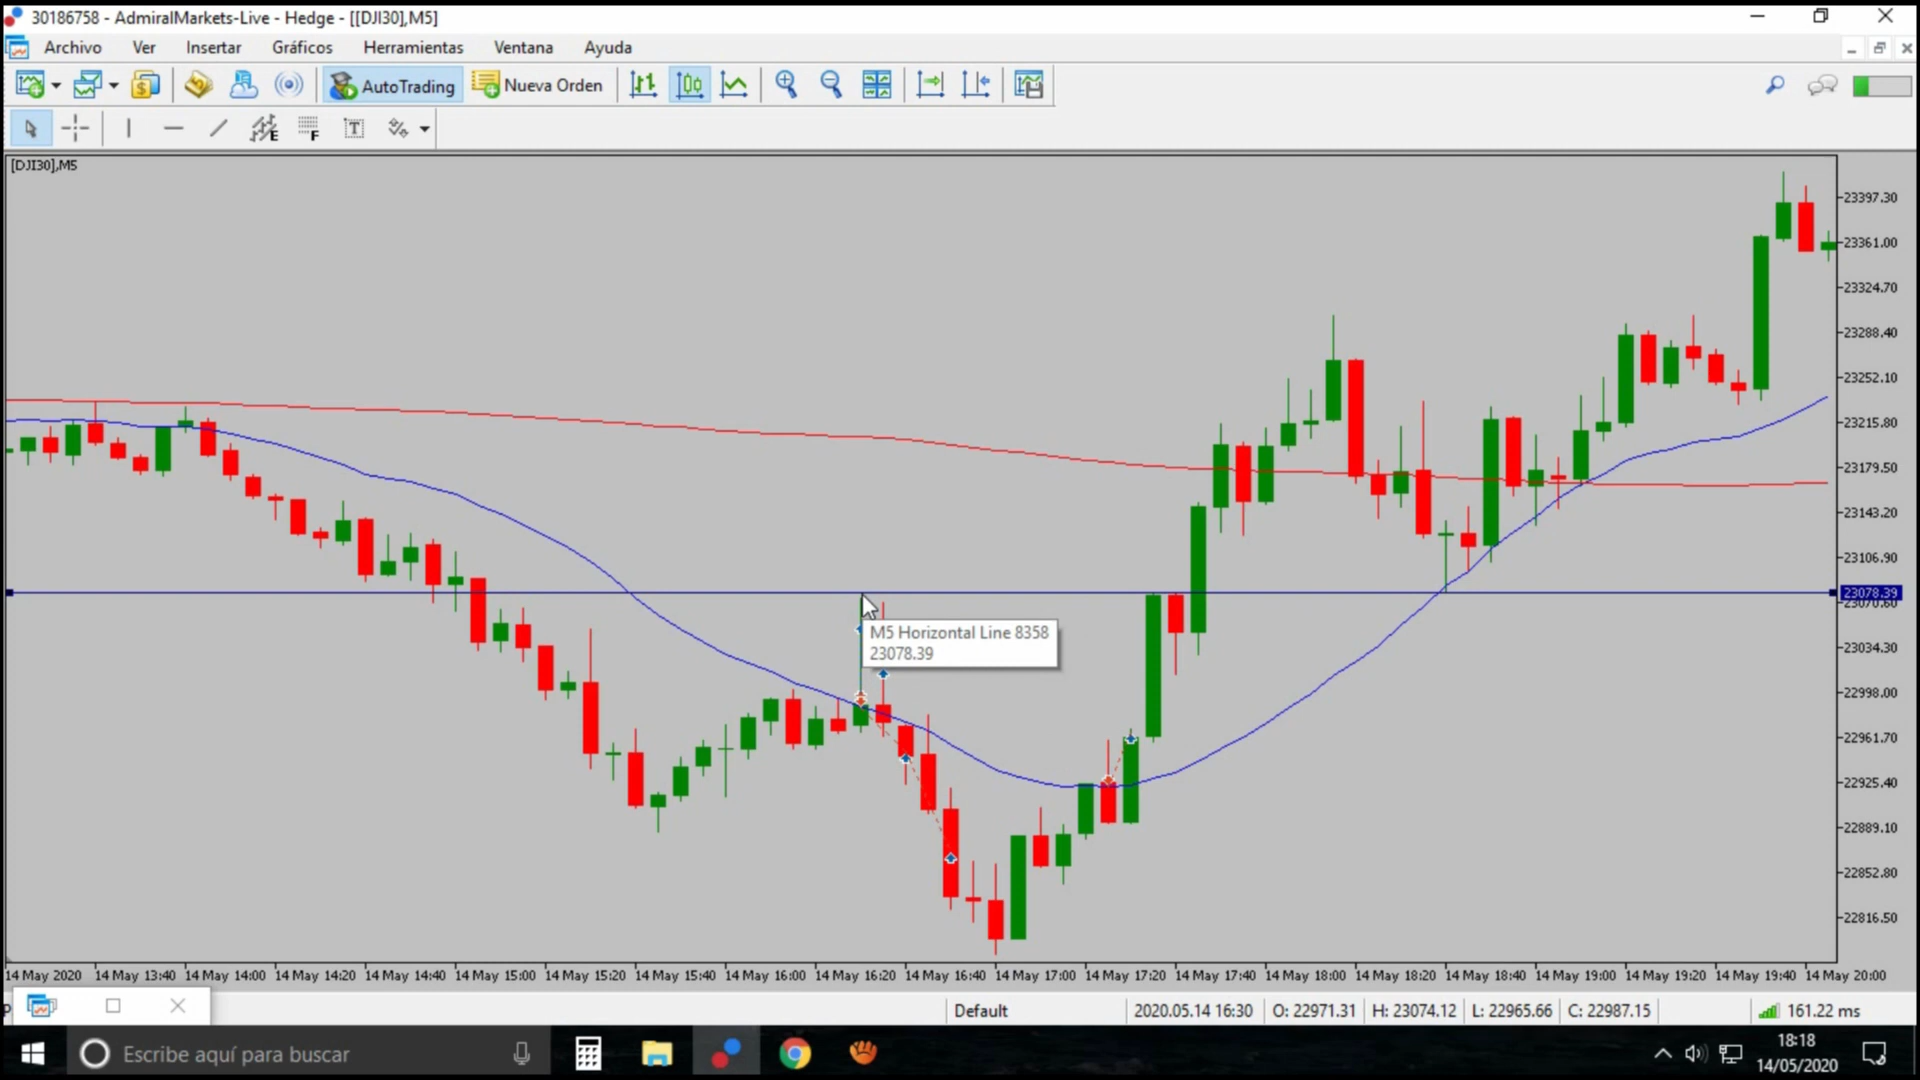 30186758 - AdmiralMarkets-Live - Hedge - [[DJI30],M5]
Archivo Ver Insertar Gráficos Herramientas Ventana Ayuda
AutoTrading Nueva Orden
E F T
[DJI30],M5
23397.30
23361.00
23324.70
23288.40
23252.10
23215.80
23179.50
23143.20
23106.90
23078.39
23070.60
M5 Horizontal Line 8358
23078.39
23034.30
22998.00
22961.70
22925.40
22889.10
22852.80
22816.50
14 May 2020 14 May 13:40 14 May 14:00 14 May 14:20 14 May 14:40 14 May 15:00 14 May 15:20 14 May 15:40 14 May 16:00 14 May 16:20 14 May 16:40 14 May 17:00 14 May 17:20 14 May 17:40 14 May 18:00 14 May 18:20 14 May 18:40 14 May 19:00 14 May 19:20 14 May 19:40 14 May 20:00
Default 2020.05.14 16:30 O: 22971.31 H: 23074.12 L: 22965.66 C: 22987.15 161.22 ms
Escribe aquí para buscar
18:18
14/05/2020